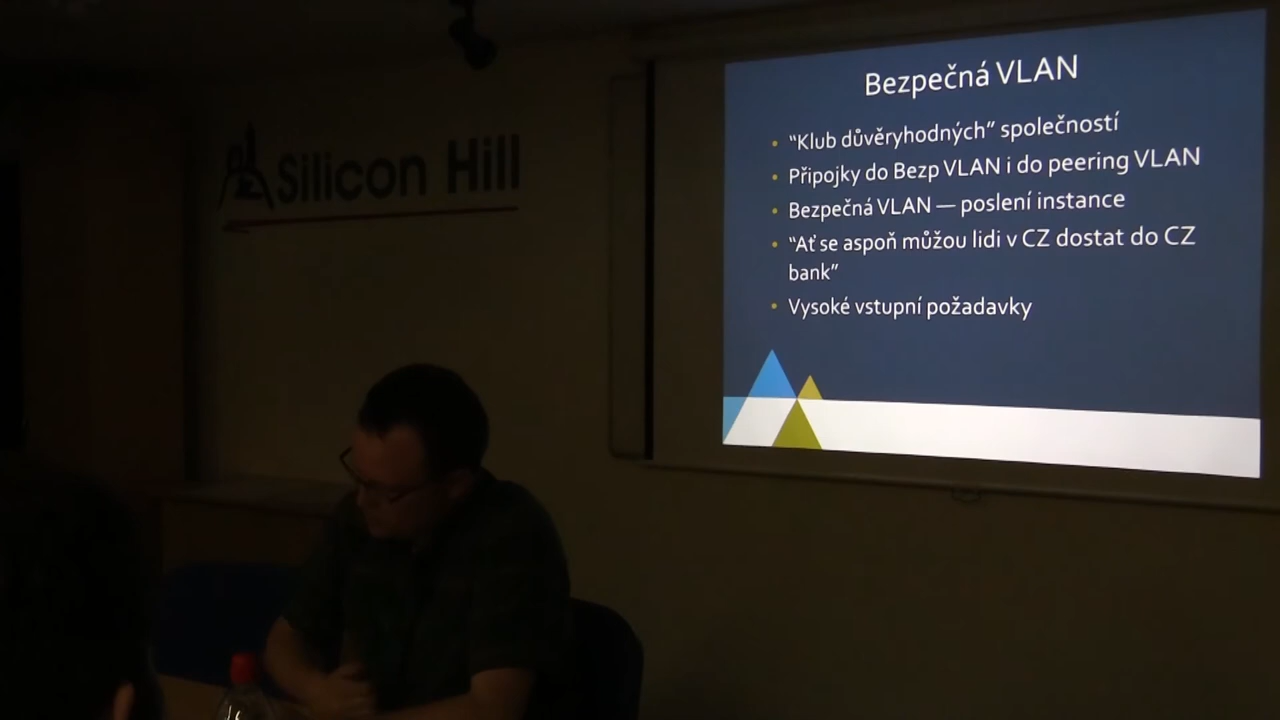 Silicon Hill
Bezpečná VLAN
“Klub důvěryhodných” společností
Připojky do Bezp VLAN i do peering VLAN
Bezpečná VLAN — poslení instance
“Ať se aspoň můžou lidi v CZ dostat do CZ
bank”
Vysoké vstupní požadavky